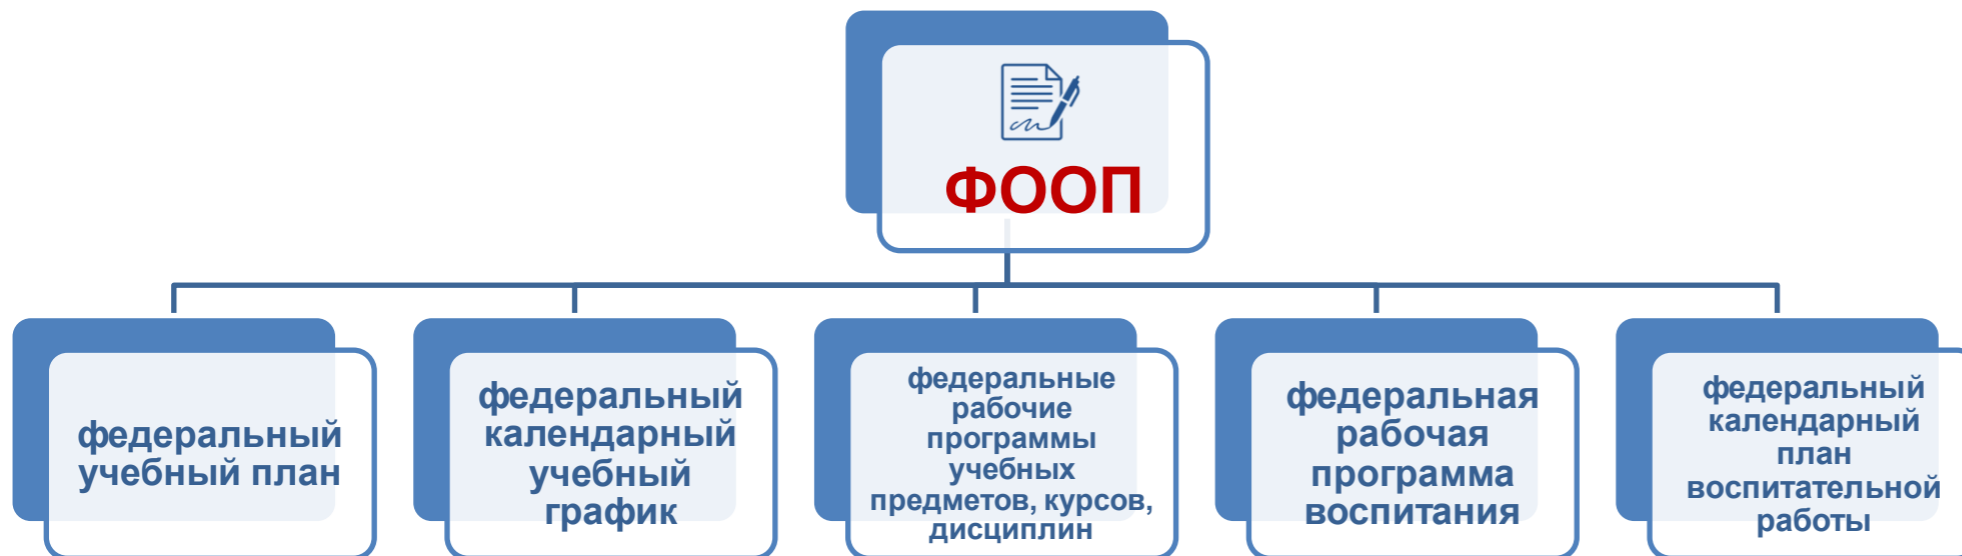 ФООП
федеральный
учебный план
федеральный
календарный
учебный
график
федеральные
рабочие
программы
учебных
предметов, курсов,
дисциплин
федеральная
рабочая
программа
воспитания
федеральный
календарный
план
воспитательной
работы